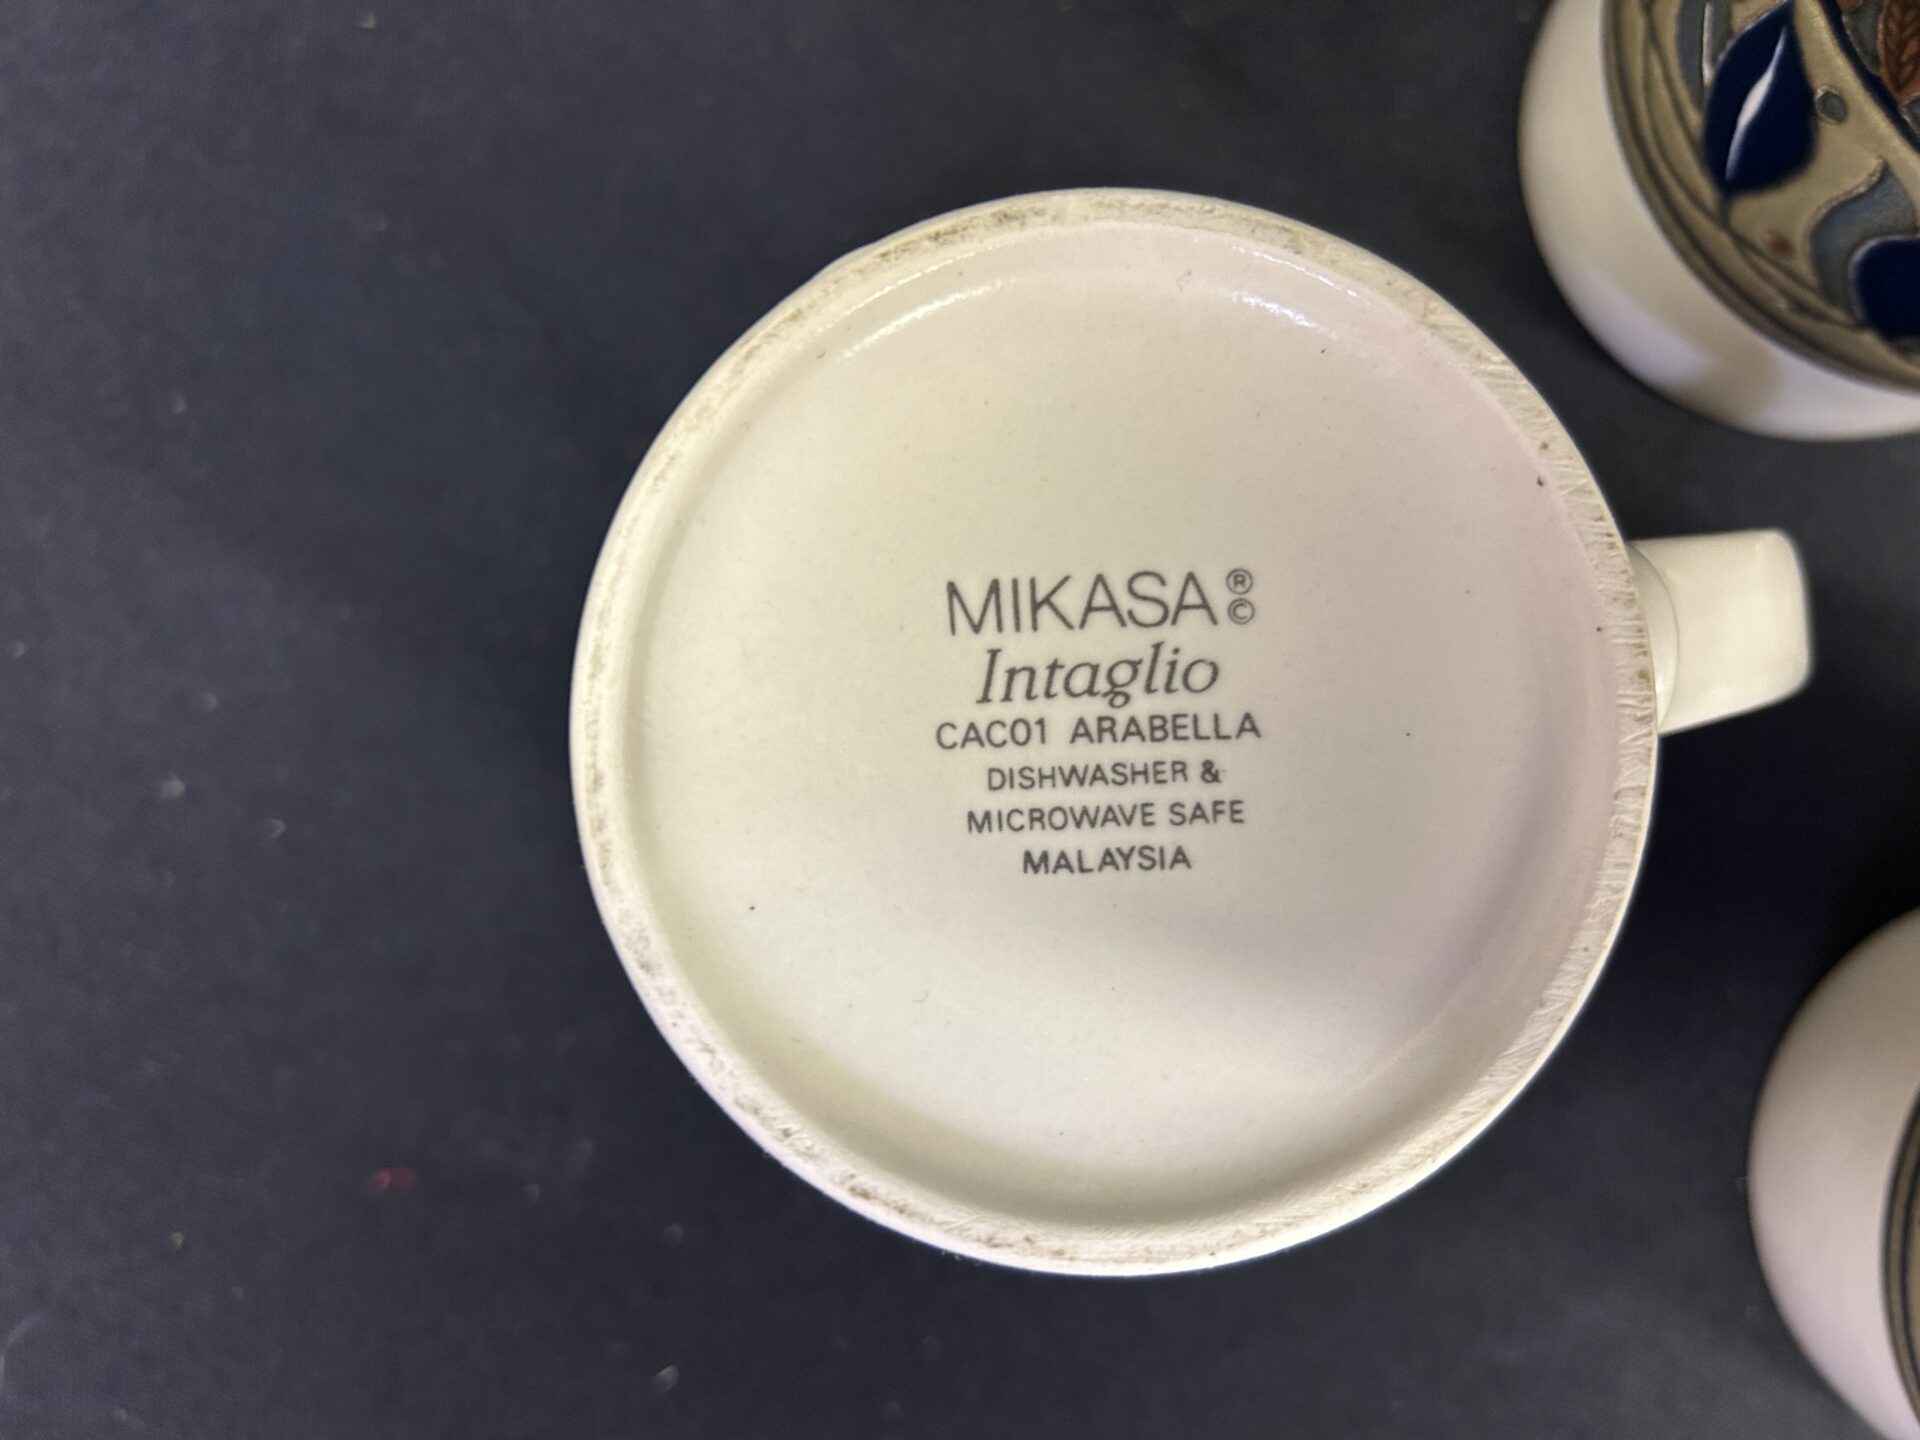 MIKASA ® ©
Intaglio
CAC01 ARABELLA
DISHWASHER &
MICROWAVE SAFE
MALAYSIA